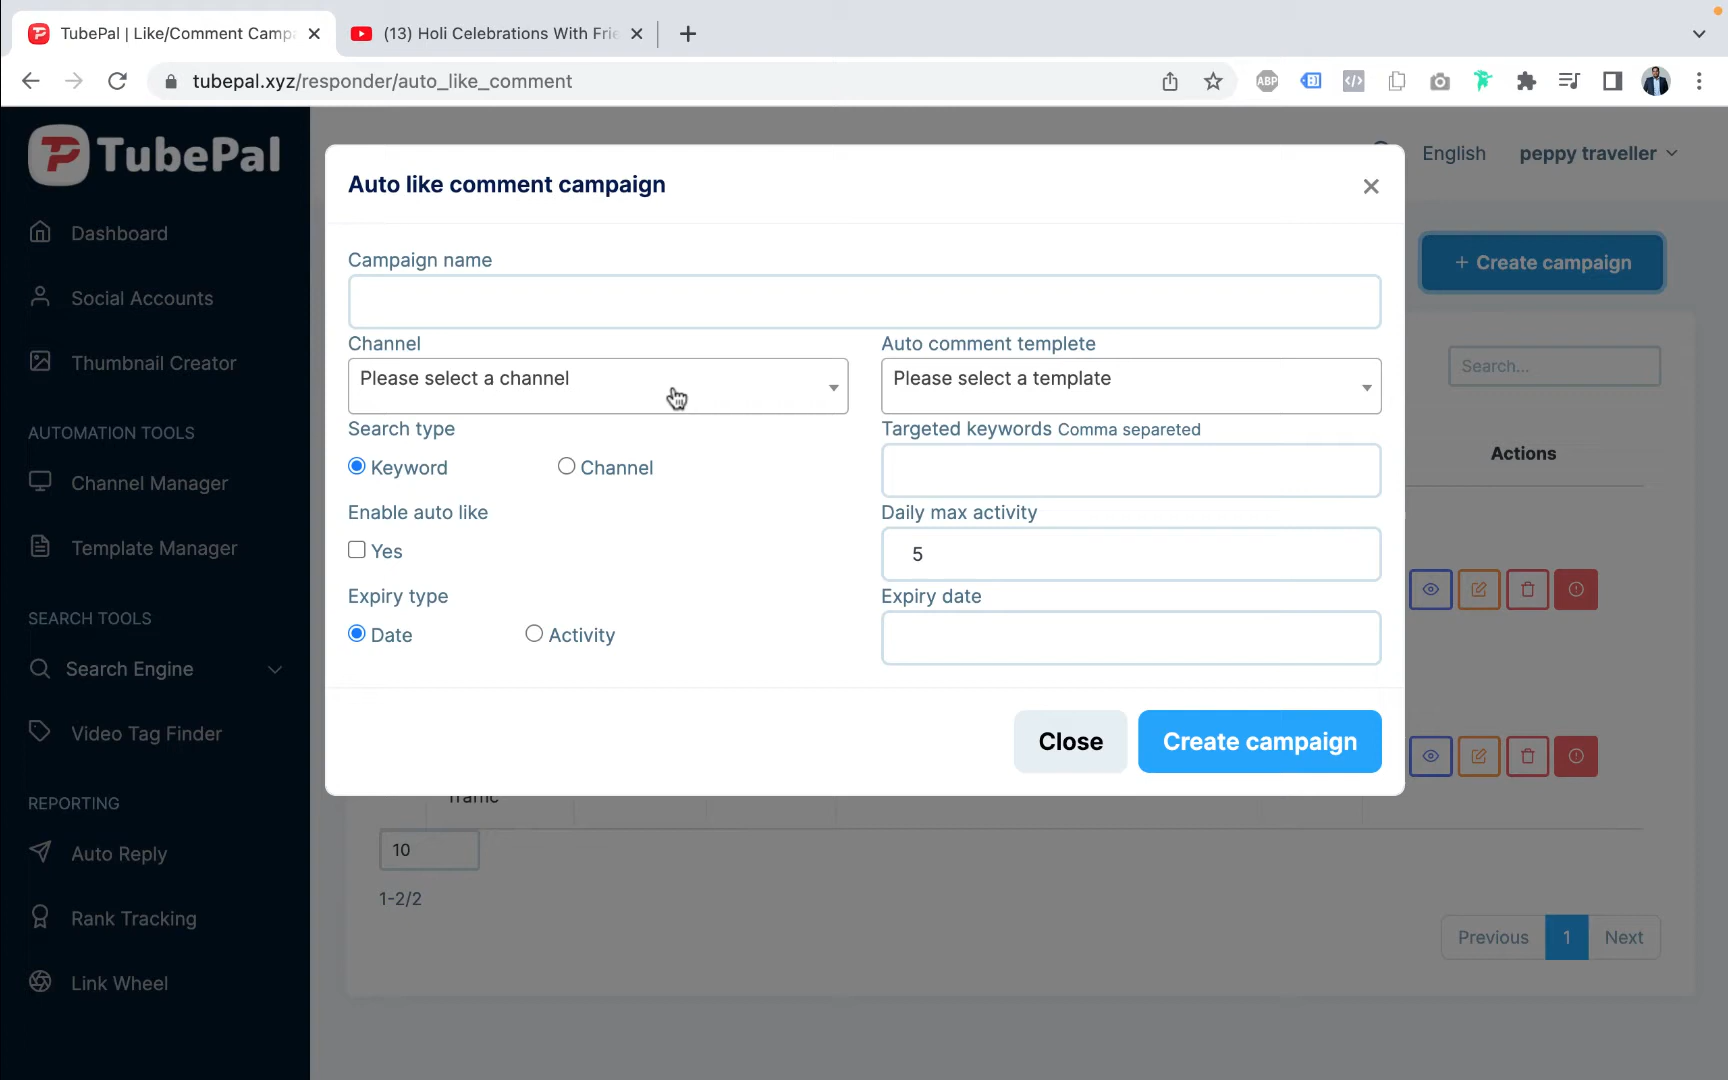 TubePal | Like/Comment Camp
(13) Holi Celebrations With Frie
tubepal.xyz/responder/auto_like_comment
ABP
TubePal
English
peppy traveller
Dashboard
Social Accounts
Thumbnail Creator
AUTOMATION TOOLS
Channel Manager
Template Manager
SEARCH TOOLS
Search Engine
Video Tag Finder
REPORTING
Auto Reply
Rank Tracking
Link Wheel
+ Create campaign
Search...
Actions
Auto like comment campaign
Campaign name
Channel
Auto comment templete
Please select a channel
Please select a template
Search type
Targeted keywords Comma separeted
Keyword
Channel
Enable auto like
Daily max activity
Yes
5
Expiry type
Expiry date
Date
Activity
Close
Create campaign
Traffic
10
1-2/2
Previous
1
Next